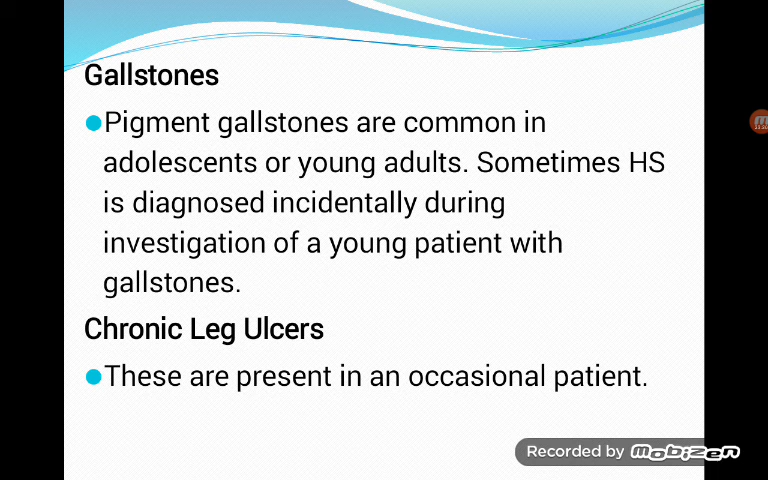 Gallstones
Pigment gallstones are common in
adolescents or young adults. Sometimes HS
is diagnosed incidentally during
investigation of a young patient with
gallstones.
Chronic Leg Ulcers
These are present in an occasional patient.
Recorded by mobizen